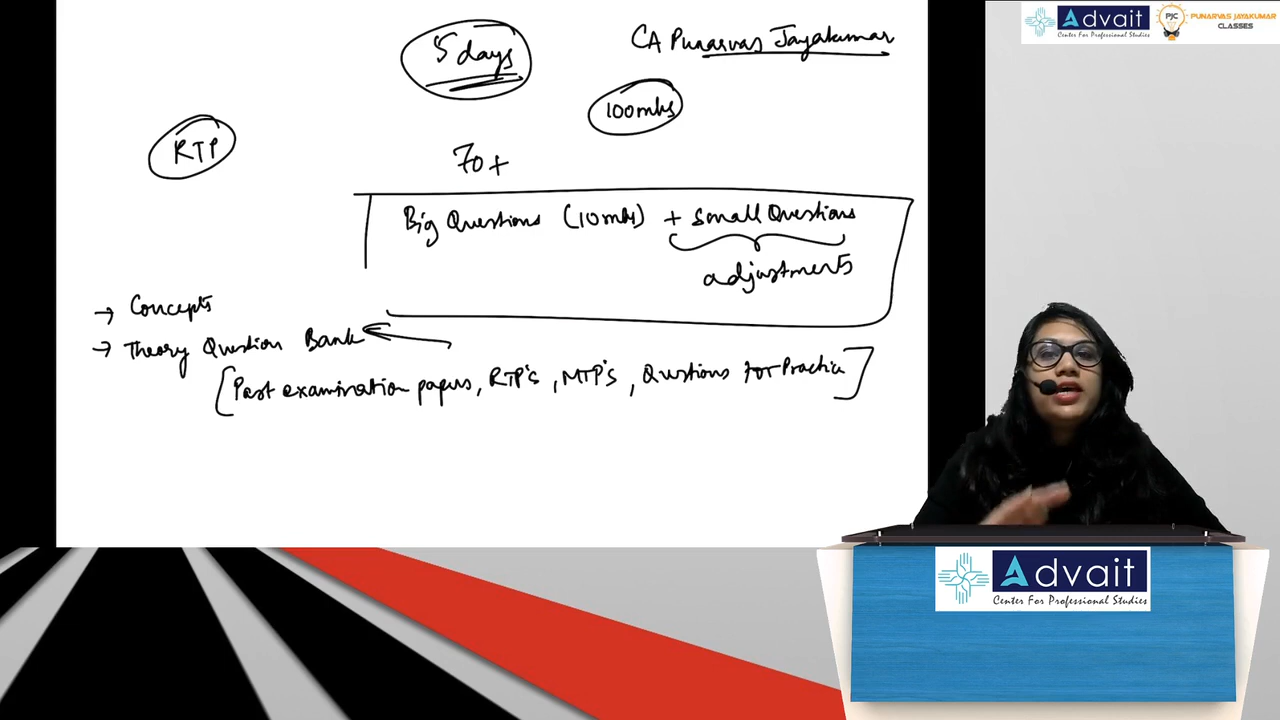 5 days
CA Punarvas Jayakumar
100mks
RTP
70+
Big Questions (10mks) + Small Questions
adjustments
→ Concepts
→ Theory Question Bank
[Past examination papers, RTP's, MTP's, Qustions for Practice]
Advait
Center For Professional Studies
PJC
PUNARVAS JAYAKUMAR
CLASSES
Advait
Center For Professional Studies